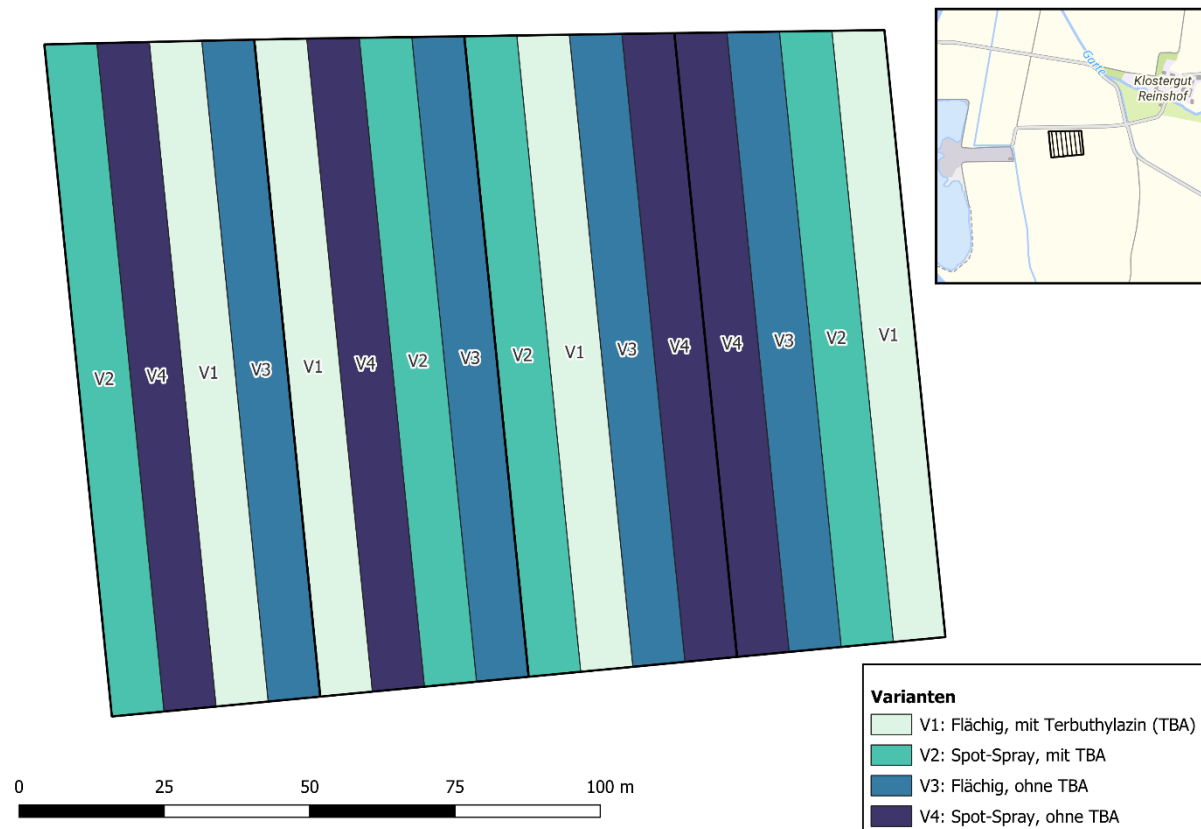 Garte
Klostergut
Reinshof
V2
V4
V1
V3
V1
V4
V2
V3
V2
V1
V3
V4
V4
V3
V2
V1
Varianten
V1: Flächig, mit Terbuthylazin (TBA)
V2: Spot-Spray, mit TBA
V3: Flächig, ohne TBA
V4: Spot-Spray, ohne TBA
0 25 50 75 100 m